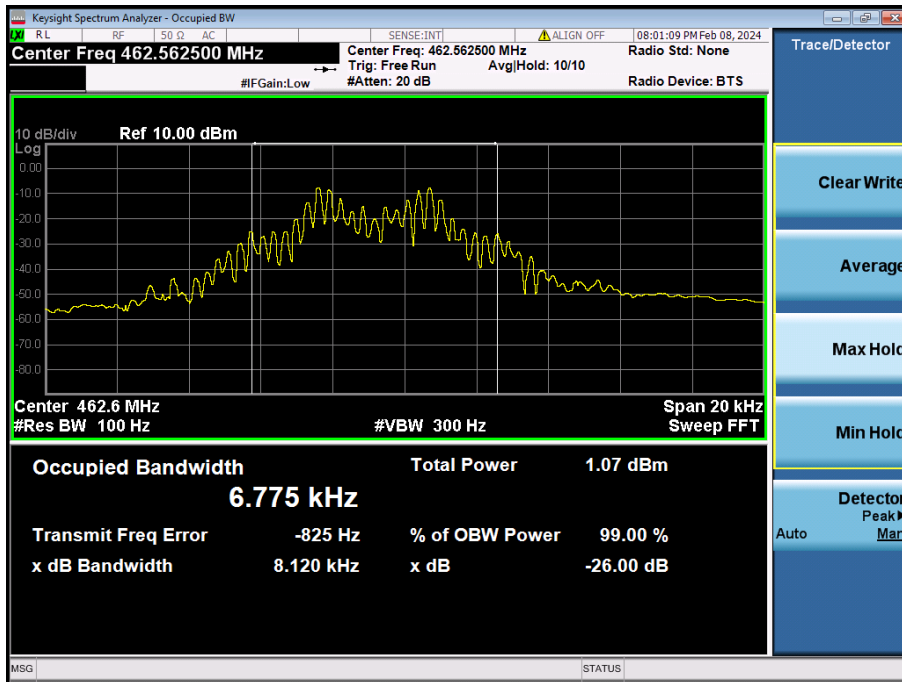 Keysight Spectrum Analyzer - Occupied BW
LXI RL RF 50 Ω AC SENSE:INT ALIGN OFF 08:01:09 PM Feb 08, 2024
Center Freq 462.562500 MHz
Center Freq: 462.562500 MHz Radio Std: None
Trig: Free Run Avg|Hold: 10/10
#IFGain:Low #Atten: 20 dB Radio Device: BTS
10 dB/div Ref 10.00 dBm
Log
0.00
-10.0
-20.0
-30.0
-40.0
-50.0
-60.0
-70.0
-80.0
Center 462.6 MHz Span 20 kHz
#Res BW 100 Hz #VBW 300 Hz Sweep FFT
Occupied Bandwidth Total Power 1.07 dBm
6.775 kHz
Transmit Freq Error -825 Hz % of OBW Power 99.00 %
x dB Bandwidth 8.120 kHz x dB -26.00 dB
MSG STATUS
Trace/Detector
Clear Write
Average
Max Hold
Min Hold
Detector
Peak
Auto Man